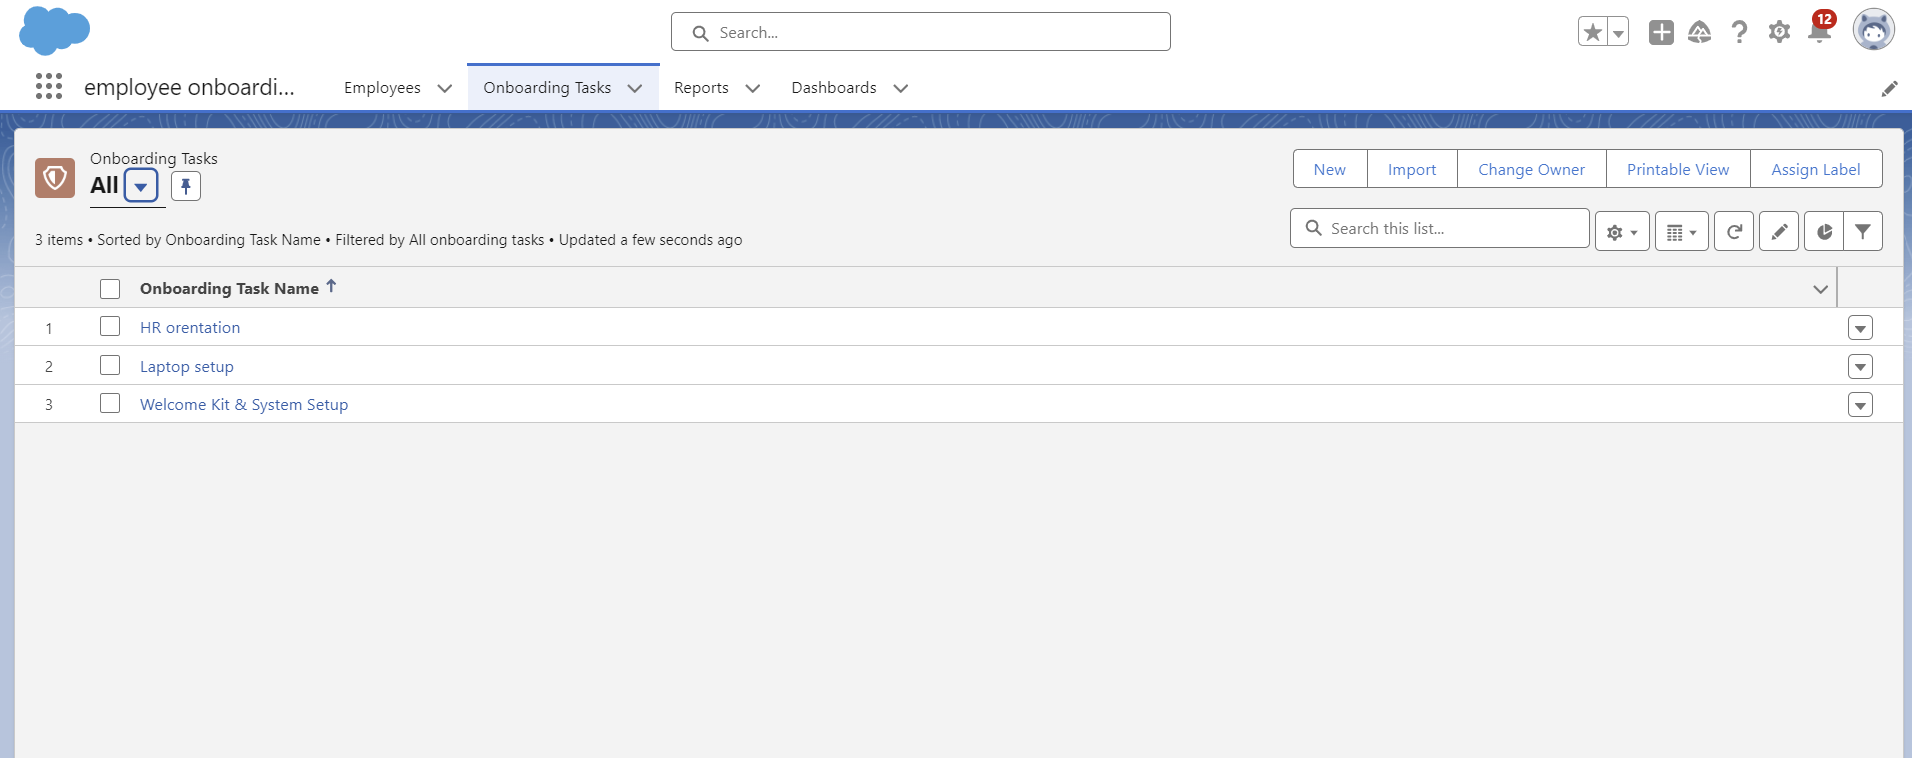 Search...
12
employee onboardi...
Employees
Onboarding Tasks
Reports
Dashboards
Onboarding Tasks
All
New
Import
Change Owner
Printable View
Assign Label
3 items • Sorted by Onboarding Task Name • Filtered by All onboarding tasks • Updated a few seconds ago
Search this list...
Onboarding Task Name
1 HR orentation
2 Laptop setup
3 Welcome Kit & System Setup